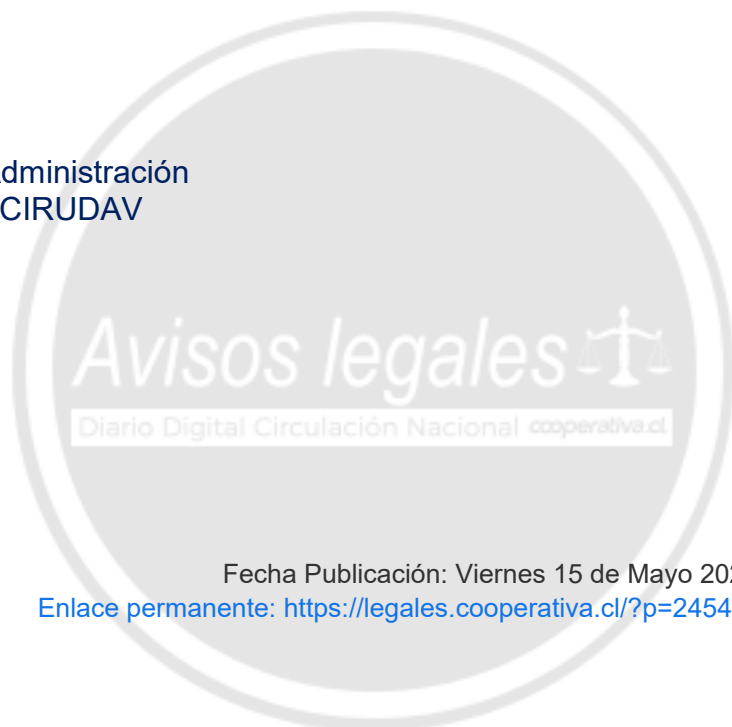 dministración
CIRUDAV
Avisos legales
Diario Digital Circulación Nacional cooperativa.cl
Fecha Publicación: Viernes 15 de Mayo 202
Enlace permanente: https://legales.cooperativa.cl/?p=2454